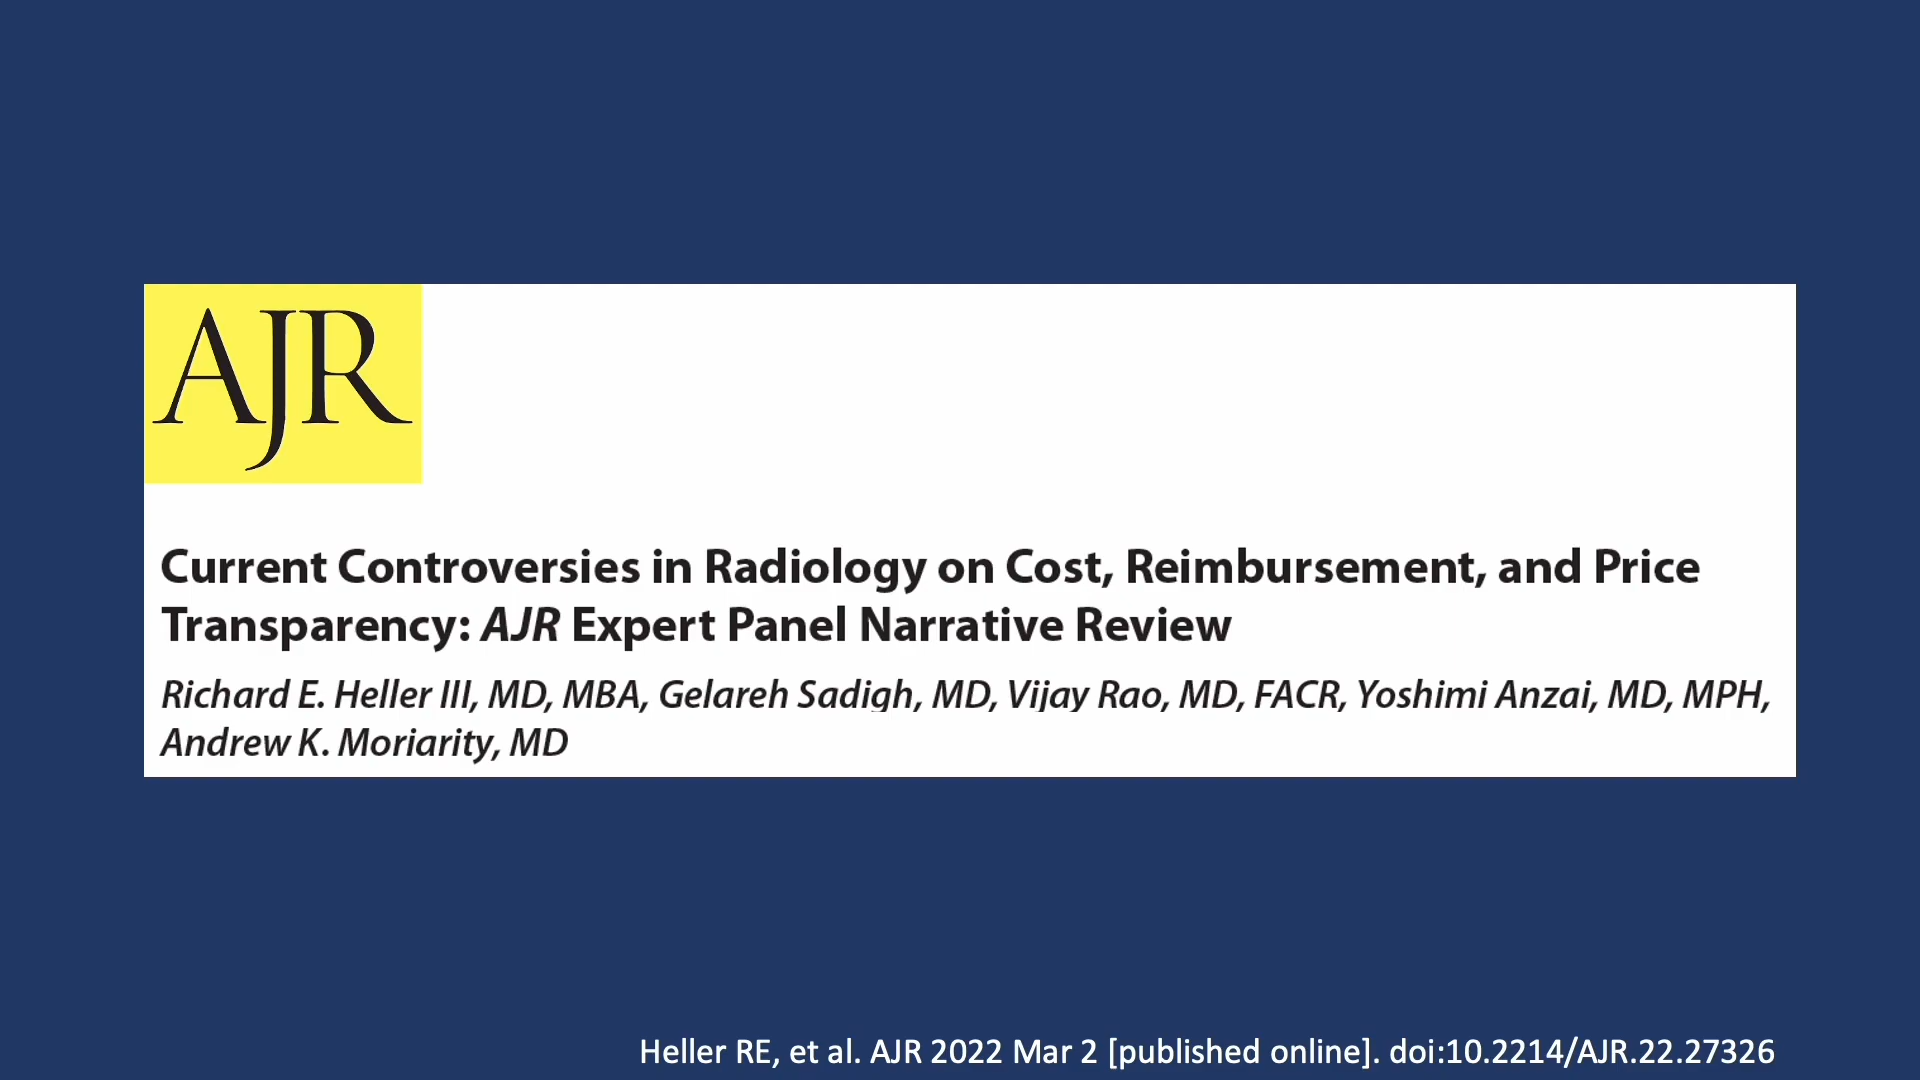 AJR
Current Controversies in Radiology on Cost, Reimbursement, and Price
Transparency: AJR Expert Panel Narrative Review
Richard E. Heller III, MD, MBA, Gelareh Sadigh, MD, Vijay Rao, MD, FACR, Yoshimi Anzai, MD, MPH,
Andrew K. Moriarity, MD
Heller RE, et al. AJR 2022 Mar 2 [published online]. doi:10.2214/AJR.22.27326